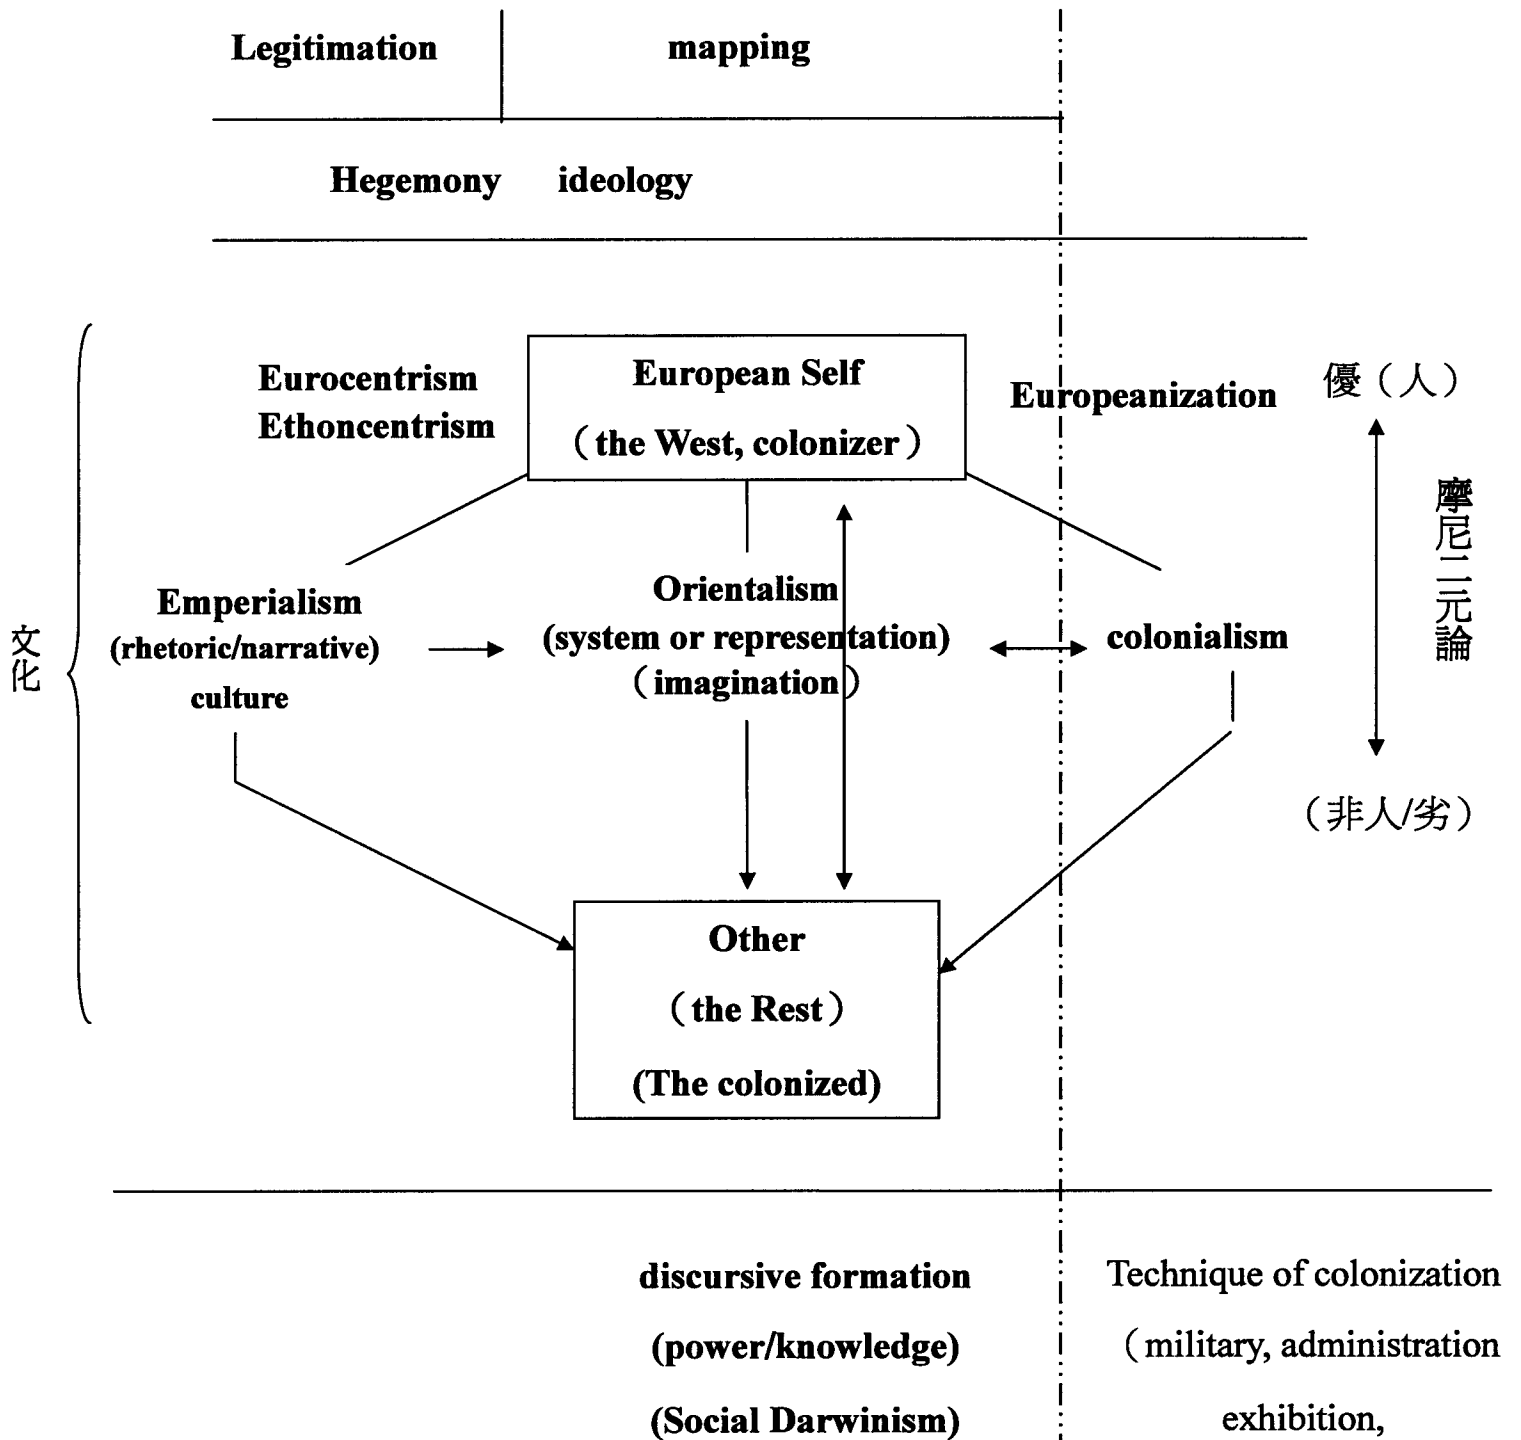 Legitimation
mapping
Hegemony ideology
Eurocentrism
Ethoncentrism
European Self
（the West, colonizer）
Europeanization
優（人）
摩尼二元論
（非人/劣）
文化
Emperialism
(rhetoric/narrative)
culture
Orientalism
(system or representation)
（imagination）
colonialism
Other
（the Rest）
(The colonized)
discursive formation
(power/knowledge)
(Social Darwinism)
Technique of colonization
（military, administration
exhibition,